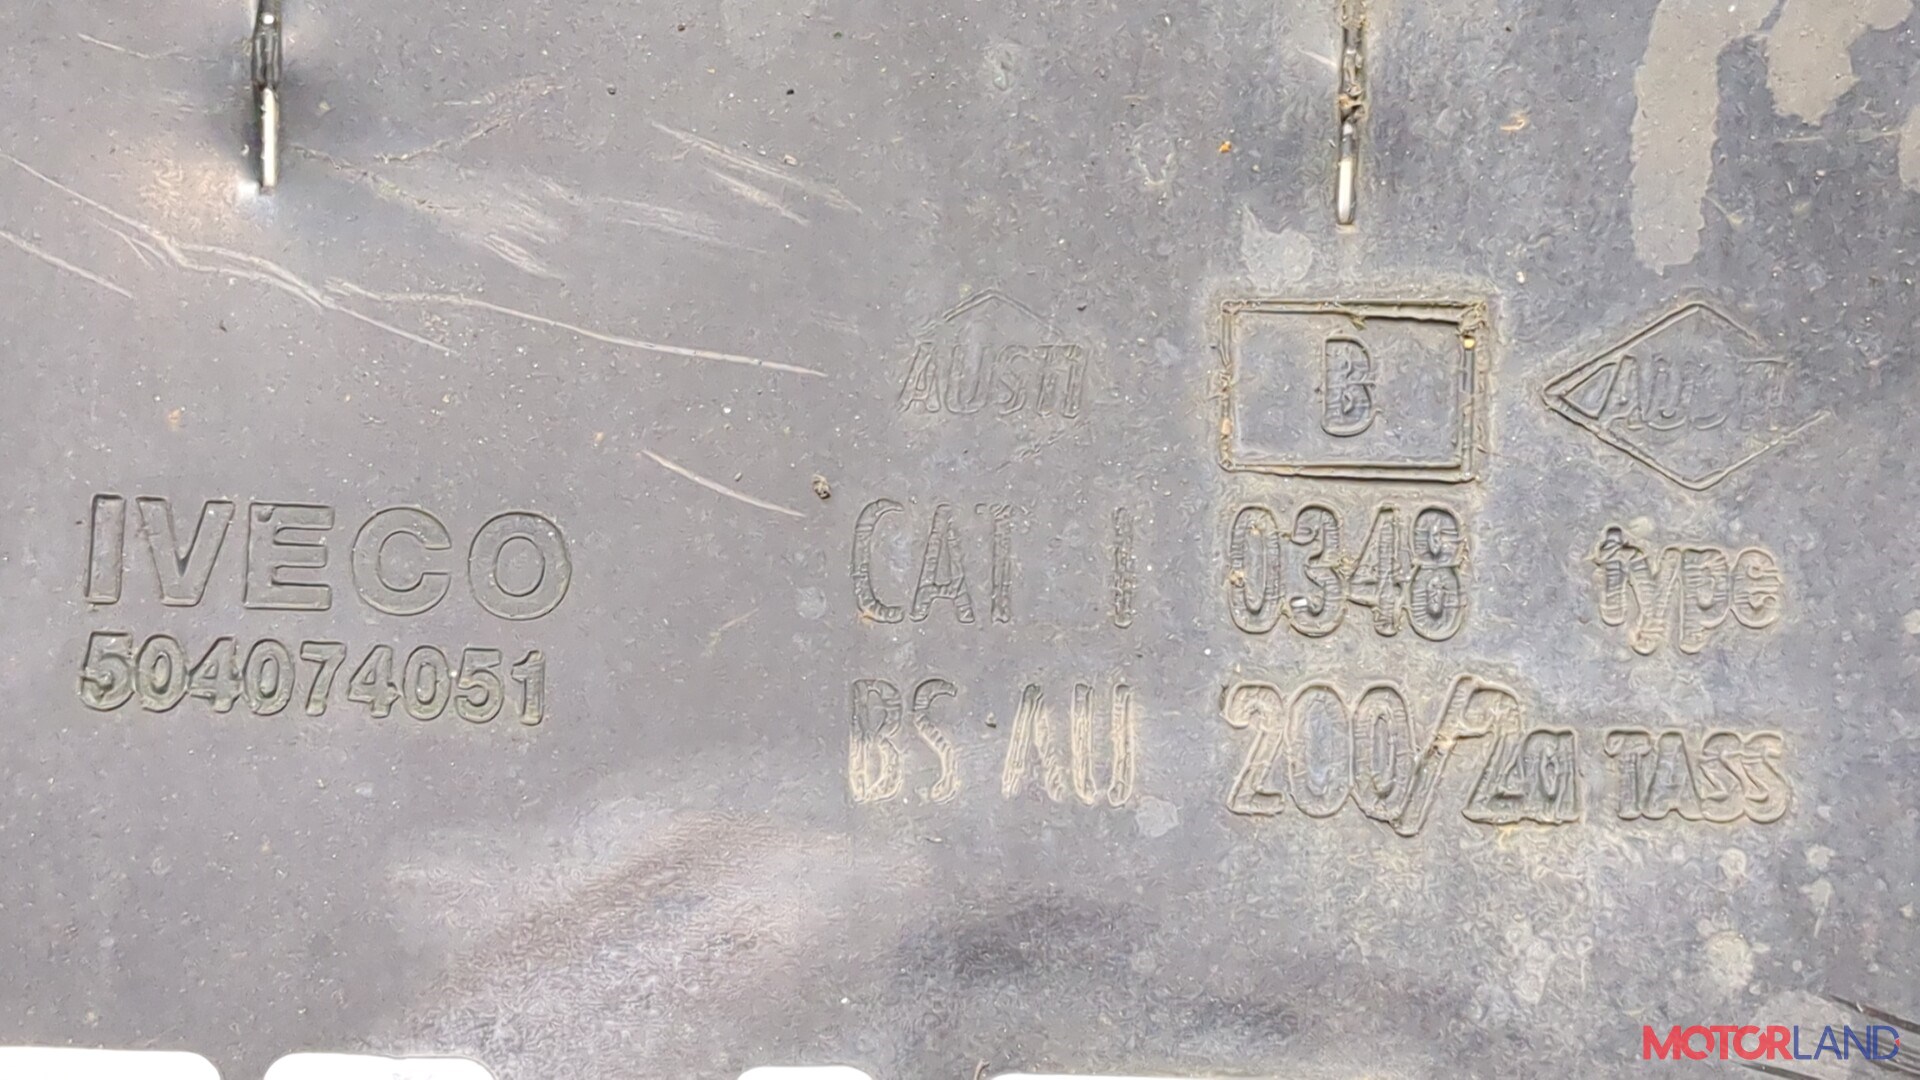 IVECO
504074051
AUSTI B
CAT I 0348 type
BS AU 200/2a TASS
MOTORLAND